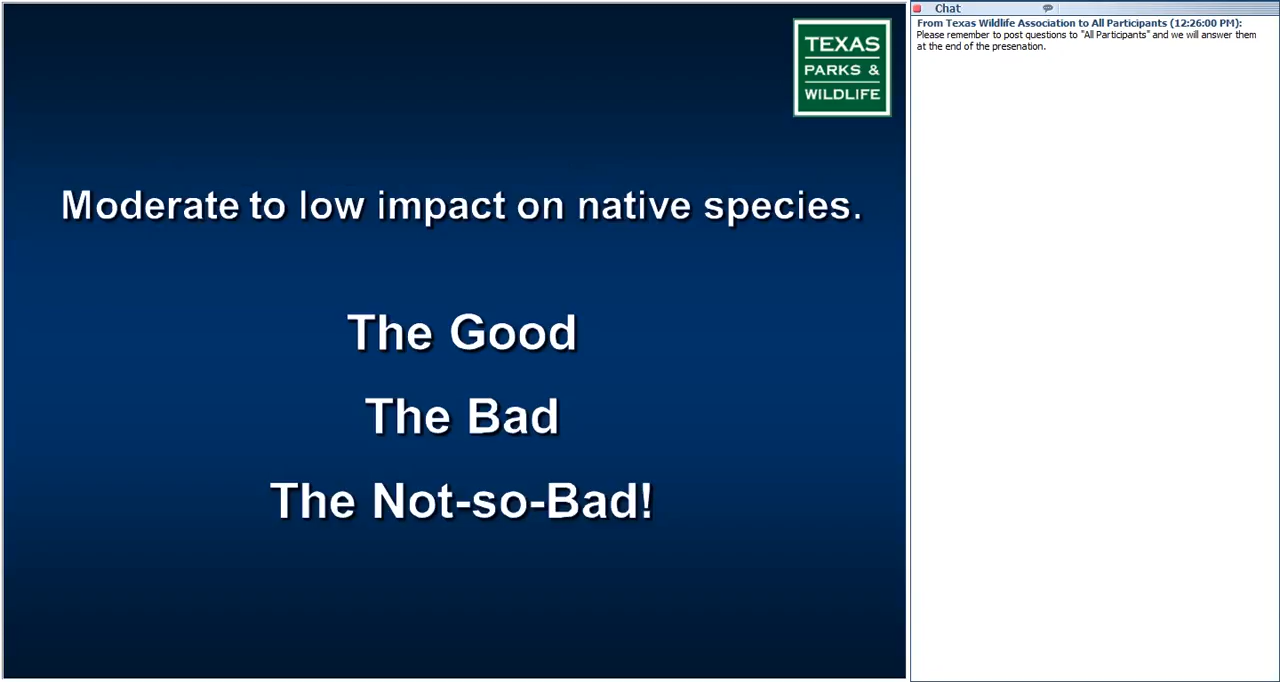 TEXAS
PARKS &
WILDLIFE
Moderate to low impact on native species.
The Good
The Bad
The Not-so-Bad!
Chat
From Texas Wildlife Association to All Participants (12:26:00 PM):
Please remember to post questions to "All Participants" and we will answer them
at the end of the presenation.